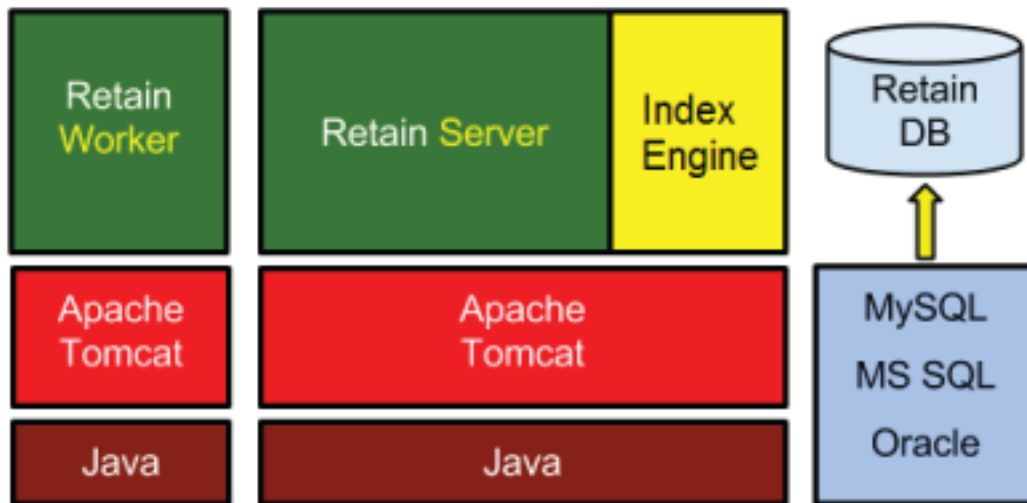 Retain
Worker
Retain Server
Index
Engine
Retain
DB
Apache
Tomcat
Apache
Tomcat
MySQL
MS SQL
Oracle
Java
Java